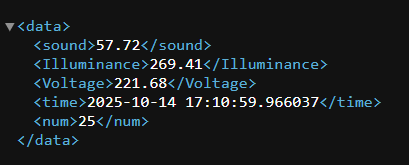 <data>
<sound>57.72</sound>
<Illuminance>269.41</Illuminance>
<Voltage>221.68</Voltage>
<time>2025-10-14 17:10:59.966037</time>
<num>25</num>
</data>